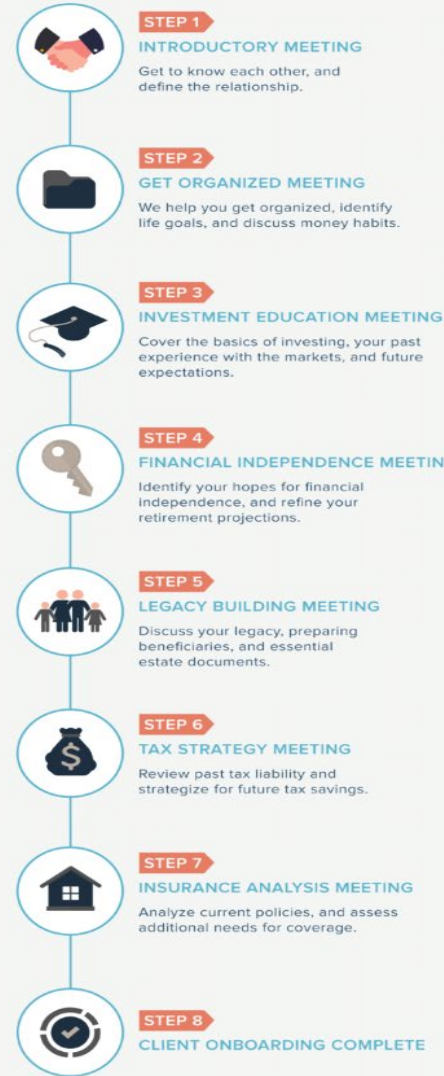 STEP 1
INTRODUCTORY MEETING
Get to know each other, and
define the relationship.
STEP 2
GET ORGANIZED MEETING
We help you get organized, identify
life goals, and discuss money habits.
STEP 3
INVESTMENT EDUCATION MEETING
Cover the basics of investing, your past
experience with the markets, and future
expectations.
STEP 4
FINANCIAL INDEPENDENCE MEETIN
Identify your hopes for financial
independence, and refine your
retirement projections.
STEP 5
LEGACY BUILDING MEETING
Discuss your legacy, preparing
beneficiaries, and essential
estate documents.
STEP 6
TAX STRATEGY MEETING
Review past tax liability and
strategize for future tax savings.
STEP 7
INSURANCE ANALYSIS MEETING
Analyze current policies, and assess
additional needs for coverage.
STEP 8
CLIENT ONBOARDING COMPLETE